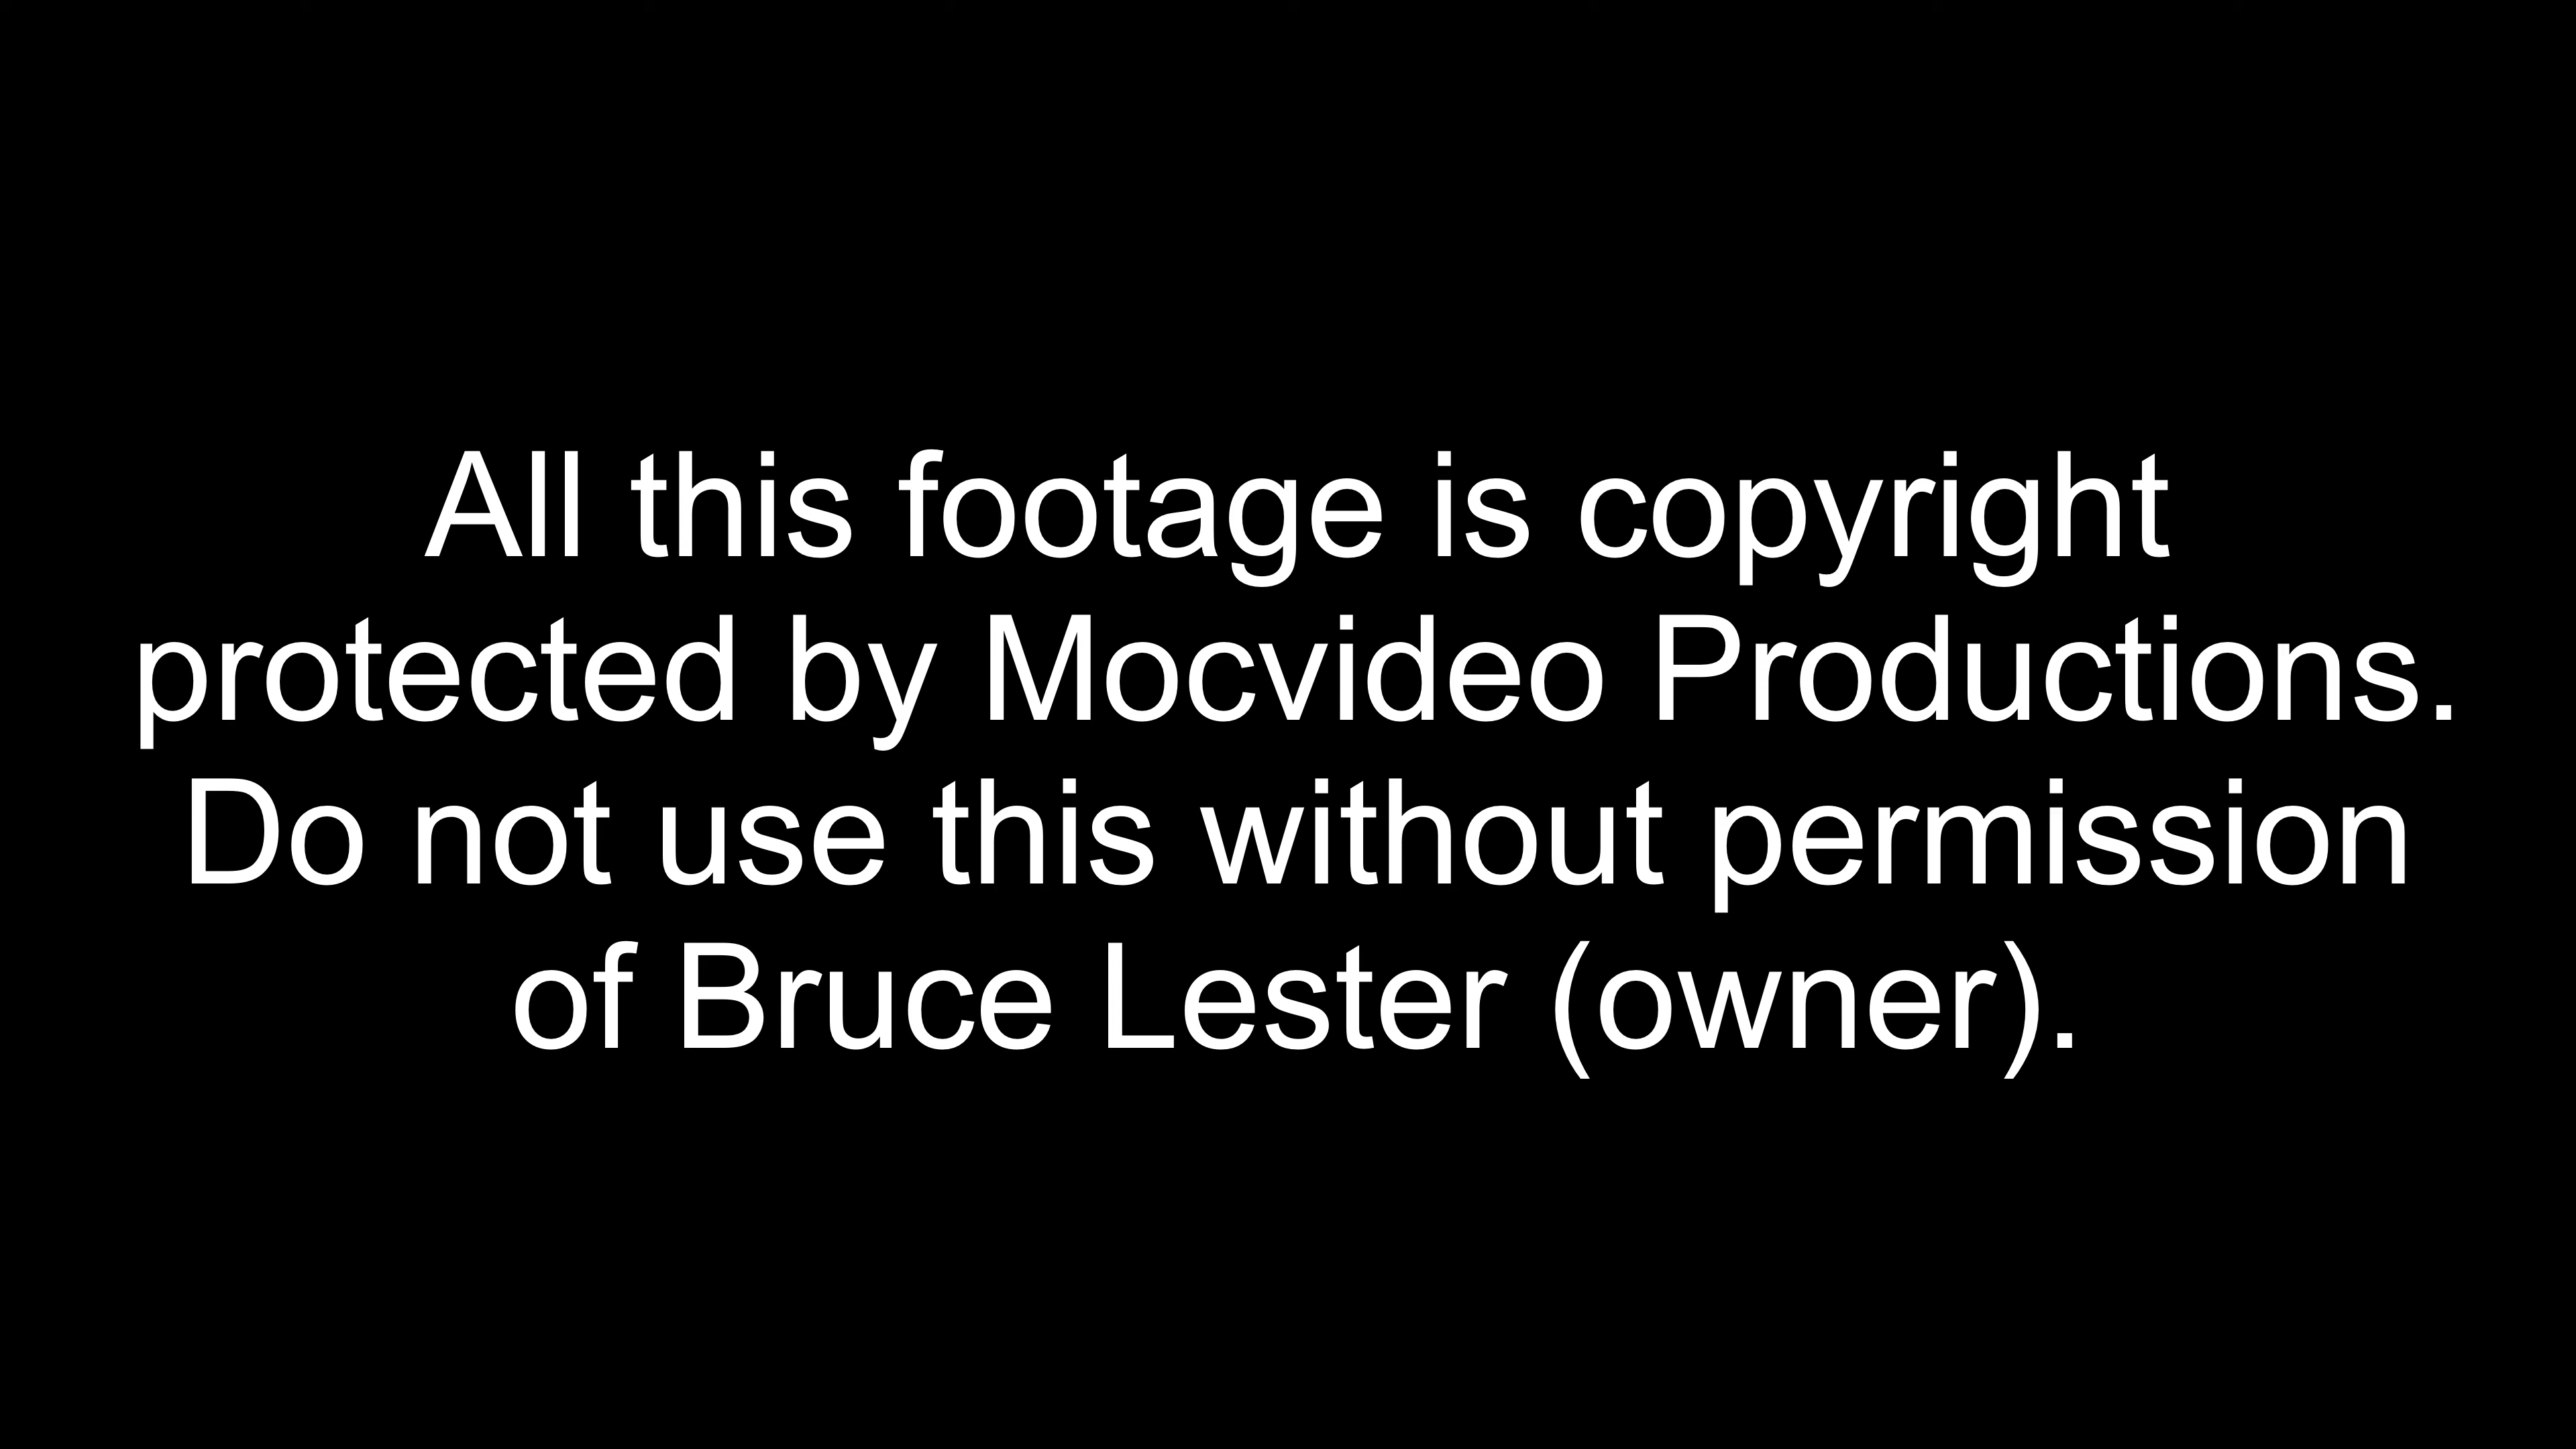 All this footage is copyright
protected by Mocvideo Productions.
Do not use this without permission
of Bruce Lester (owner).